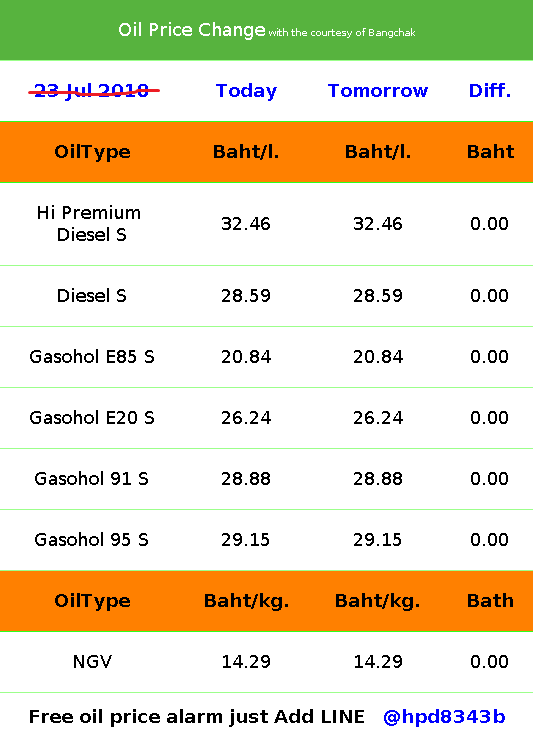 Oil Price Change with the courtesy of Bangchak
23 Jul 2018 Today Tomorrow Diff.
OilType Baht/l. Baht/l. Baht
Hi Premium
Diesel S 32.46 32.46 0.00
Diesel S 28.59 28.59 0.00
Gasohol E85 S 20.84 20.84 0.00
Gasohol E20 S 26.24 26.24 0.00
Gasohol 91 S 28.88 28.88 0.00
Gasohol 95 S 29.15 29.15 0.00
OilType Baht/kg. Baht/kg. Bath
NGV 14.29 14.29 0.00
Free oil price alarm just Add LINE @hpd8343b